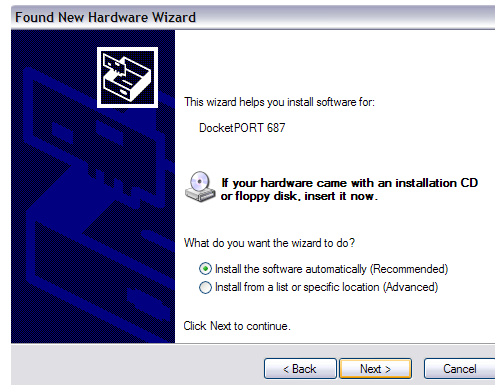 Found New Hardware Wizard
This wizard helps you install software for:
DocketPORT 687
If your hardware came with an installation CD
or floppy disk, insert it now.
What do you want the wizard to do?
Install the software automatically (Recommended)
Install from a list or specific location (Advanced)
Click Next to continue.
< Back Next > Cancel